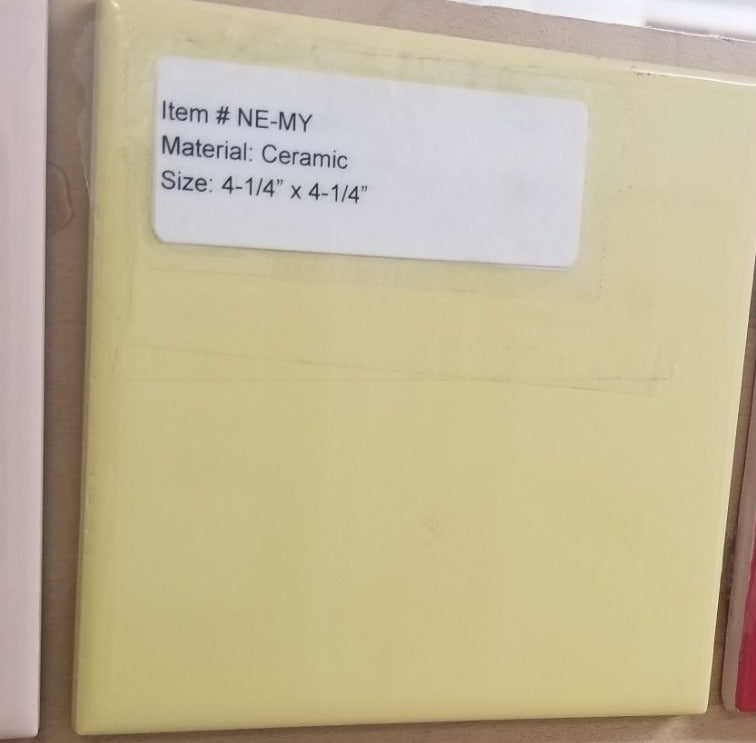 Item # NE-MY
Material: Ceramic
Size: 4-1/4” x 4-1/4”